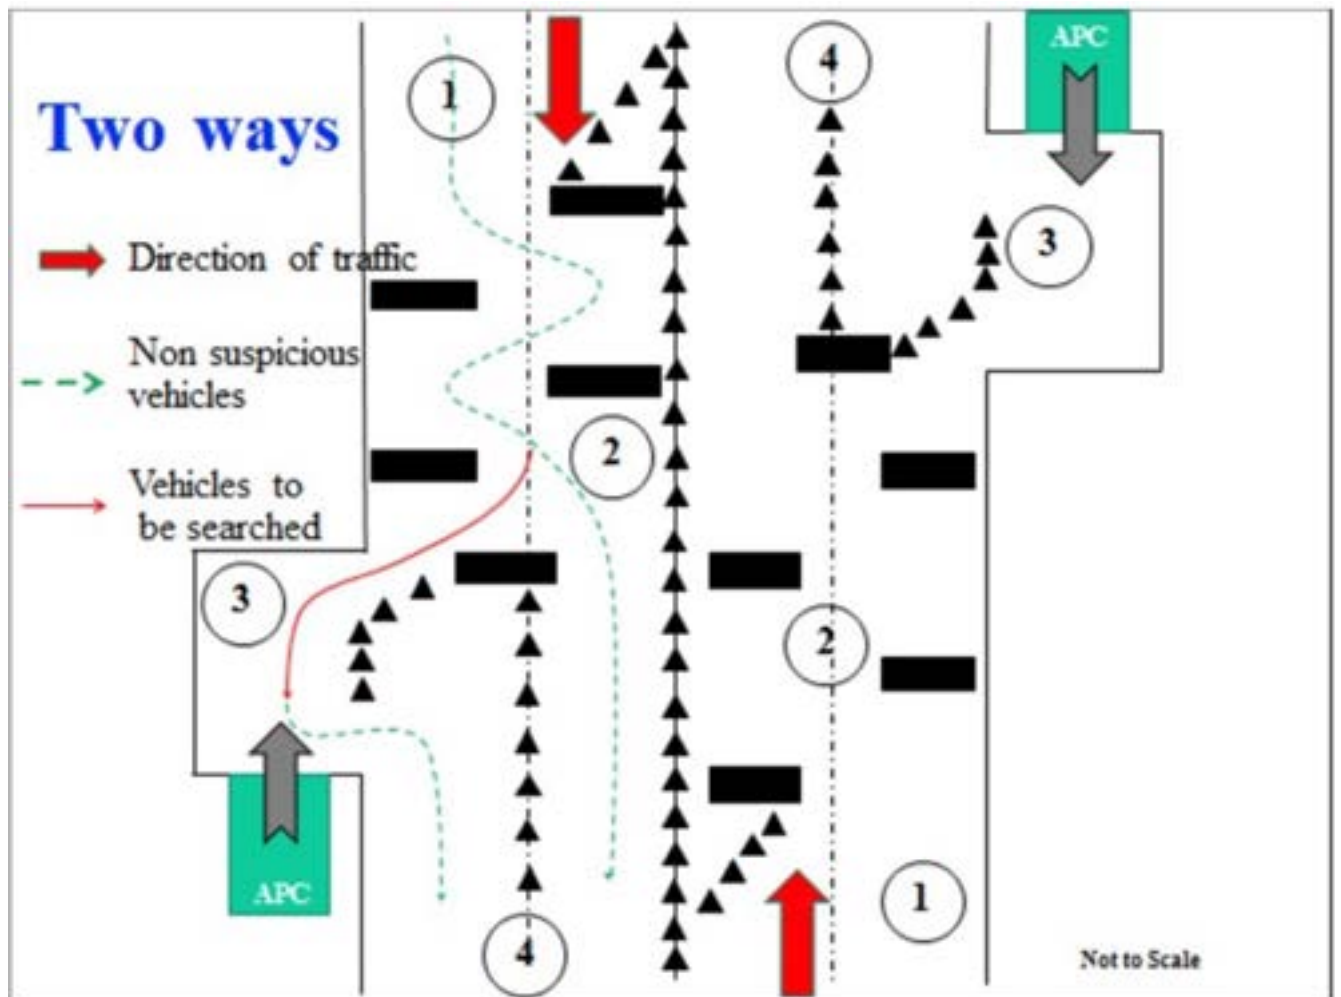 APC
4
1
Two ways
3
Direction of traffic
Non suspicious
vehicles
2
Vehicles to
be searched
3
2
APC
1
4
Not to Scale